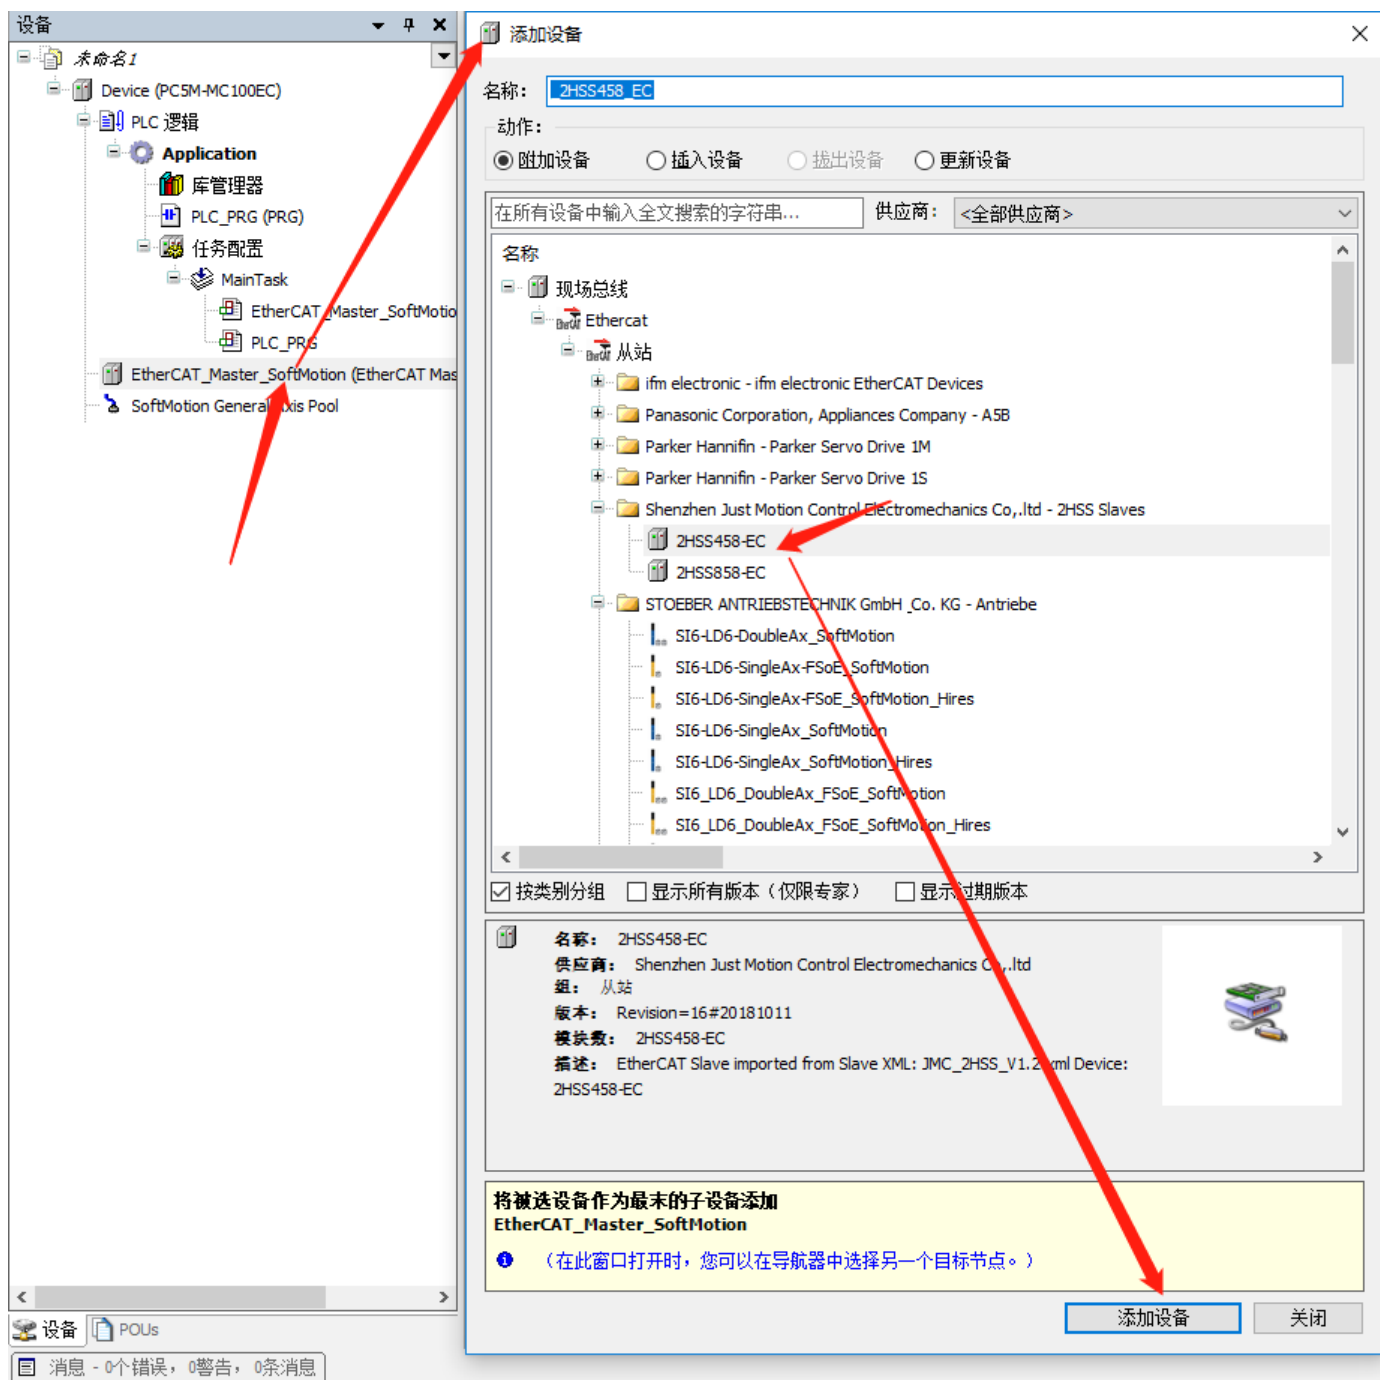 设备
未命名1
Device (PC5M-MC100EC)
PLC 逻辑
Application
库管理器
PLC_PRG (PRG)
任务配置
MainTask
EtherCAT_Master_SoftMotio
PLC_PRG
EtherCAT_Master_SoftMotion (EtherCAT Mas
SoftMotion General Axis Pool
设备
POUs
消息 - 0个错误，0警告，0条消息
添加设备
名称： _2HSS458_EC
动作：
附加设备 插入设备 拔出设备 更新设备
在所有设备中输入全文搜索的字符串... 供应商： <全部供应商>
名称
现场总线
Ethercat
从站
ifm electronic - ifm electronic EtherCAT Devices
Panasonic Corporation, Appliances Company - A5B
Parker Hannifin - Parker Servo Drive 1M
Parker Hannifin - Parker Servo Drive 1S
Shenzhen Just Motion Control Electromechanics Co,.ltd - 2HSS Slaves
2HSS458-EC
2HSS858-EC
STOEBER ANTRIEBSTECHNIK GmbH _Co. KG - Antriebe
SI6-LD6-DoubleAx_SoftMotion
SI6-LD6-SingleAx-FSoE_SoftMotion
SI6-LD6-SingleAx-FSoE_SoftMotion_Hires
SI6-LD6-SingleAx_SoftMotion
SI6-LD6-SingleAx_SoftMotion_Hires
SI6_LD6_DoubleAx_FSoE_SoftMotion
SI6_LD6_DoubleAx_FSoE_SoftMotion_Hires
按类别分组 显示所有版本（仅限专家） 显示过期版本
名称： 2HSS458-EC
供应商： Shenzhen Just Motion Control Electromechanics Co,.ltd
组： 从站
版本： Revision=16#20181011
模块数： 2HSS458-EC
描述： EtherCAT Slave imported from Slave XML: JMC_2HSS_V1.2.xml Device:
2HSS458-EC
将被选设备作为最末的子设备添加
EtherCAT_Master_SoftMotion
（在此窗口打开时，您可以在导航器中选择另一个目标节点。）
添加设备 关闭